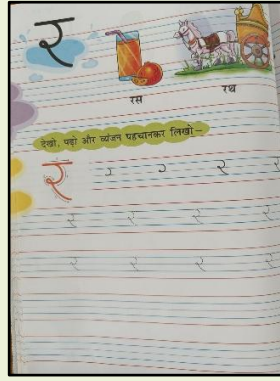 र
रस रथ
देखो, पढ़ो और व्यंजन पहचानकर लिखो–
र र र र र
र र र र
र र र र